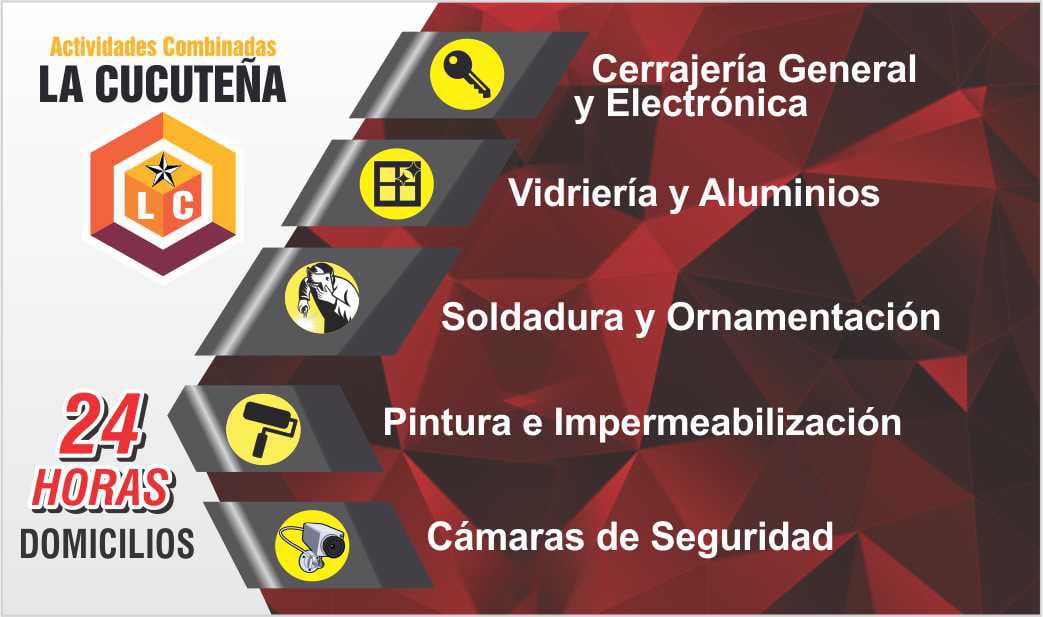 Actividades Combinadas
LA CUCUTEÑA
L C
24
HORAS
DOMICILIOS
Cerrajería General
y Electrónica
Vidriería y Aluminios
Soldadura y Ornamentación
Pintura e Impermeabilización
Cámaras de Seguridad